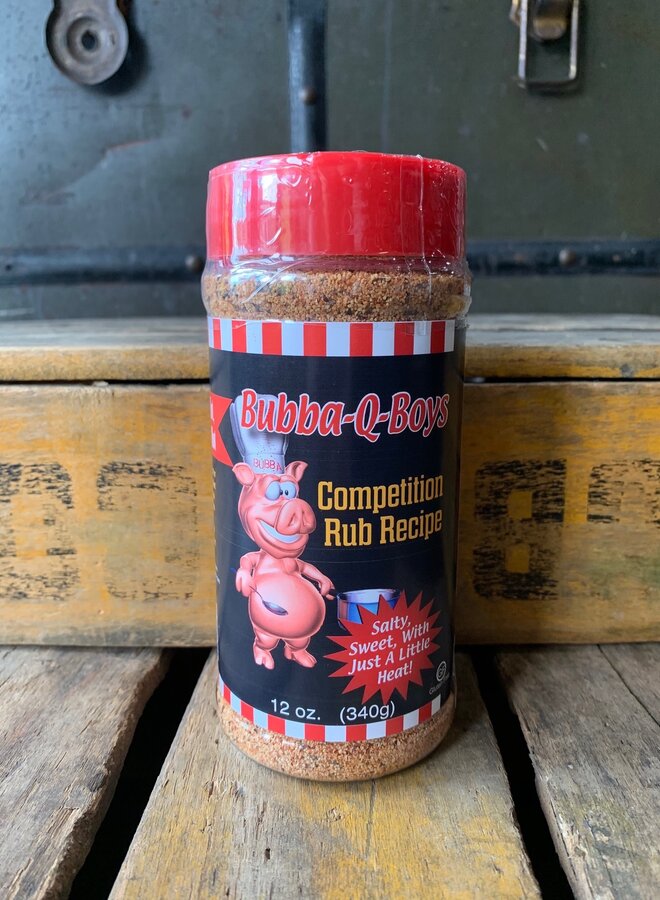 Bubba-Q-Boys
BUBBA
Competition
Rub Recipe
Salty,
Sweet, With
Just A Little
Heat!
12 oz. (340g)